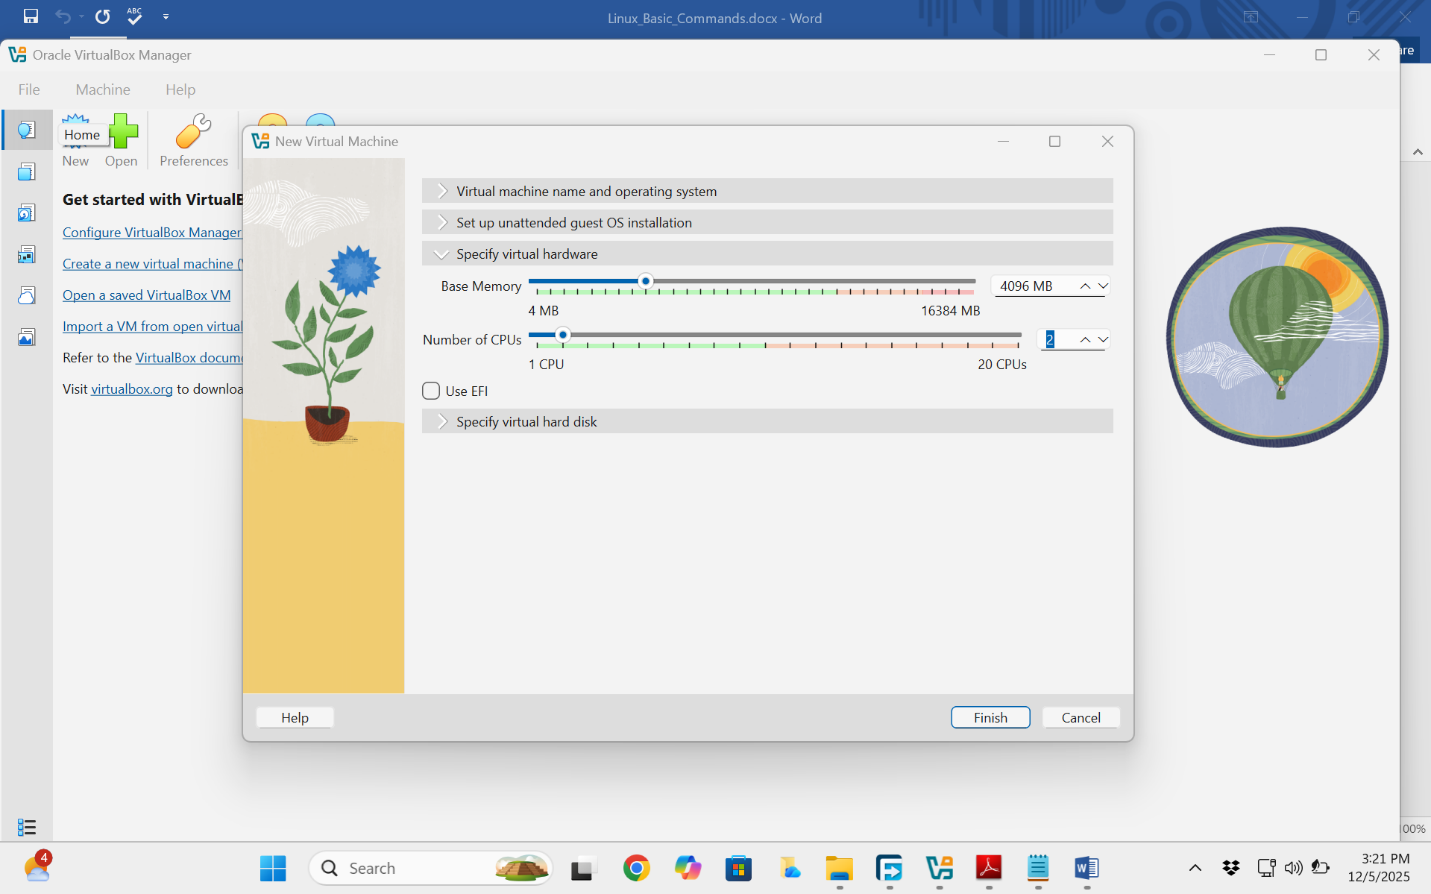 ABC
Linux_Basic_Commands.docx - Word
Oracle VirtualBox Manager
re
File Machine Help
Home
New Open Preferences
Get started with VirtualB
Configure VirtualBox Manager
Create a new virtual machine (
Open a saved VirtualBox VM
Import a VM from open virtual
Refer to the VirtualBox docum
Visit virtualbox.org to downloa
New Virtual Machine
Virtual machine name and operating system
Set up unattended guest OS installation
Specify virtual hardware
Base Memory 4096 MB
4 MB 16384 MB
Number of CPUs 2
1 CPU 20 CPUs
Use EFI
Specify virtual hard disk
Help Finish Cancel
00%
4
Search
3:21 PM
12/5/2025